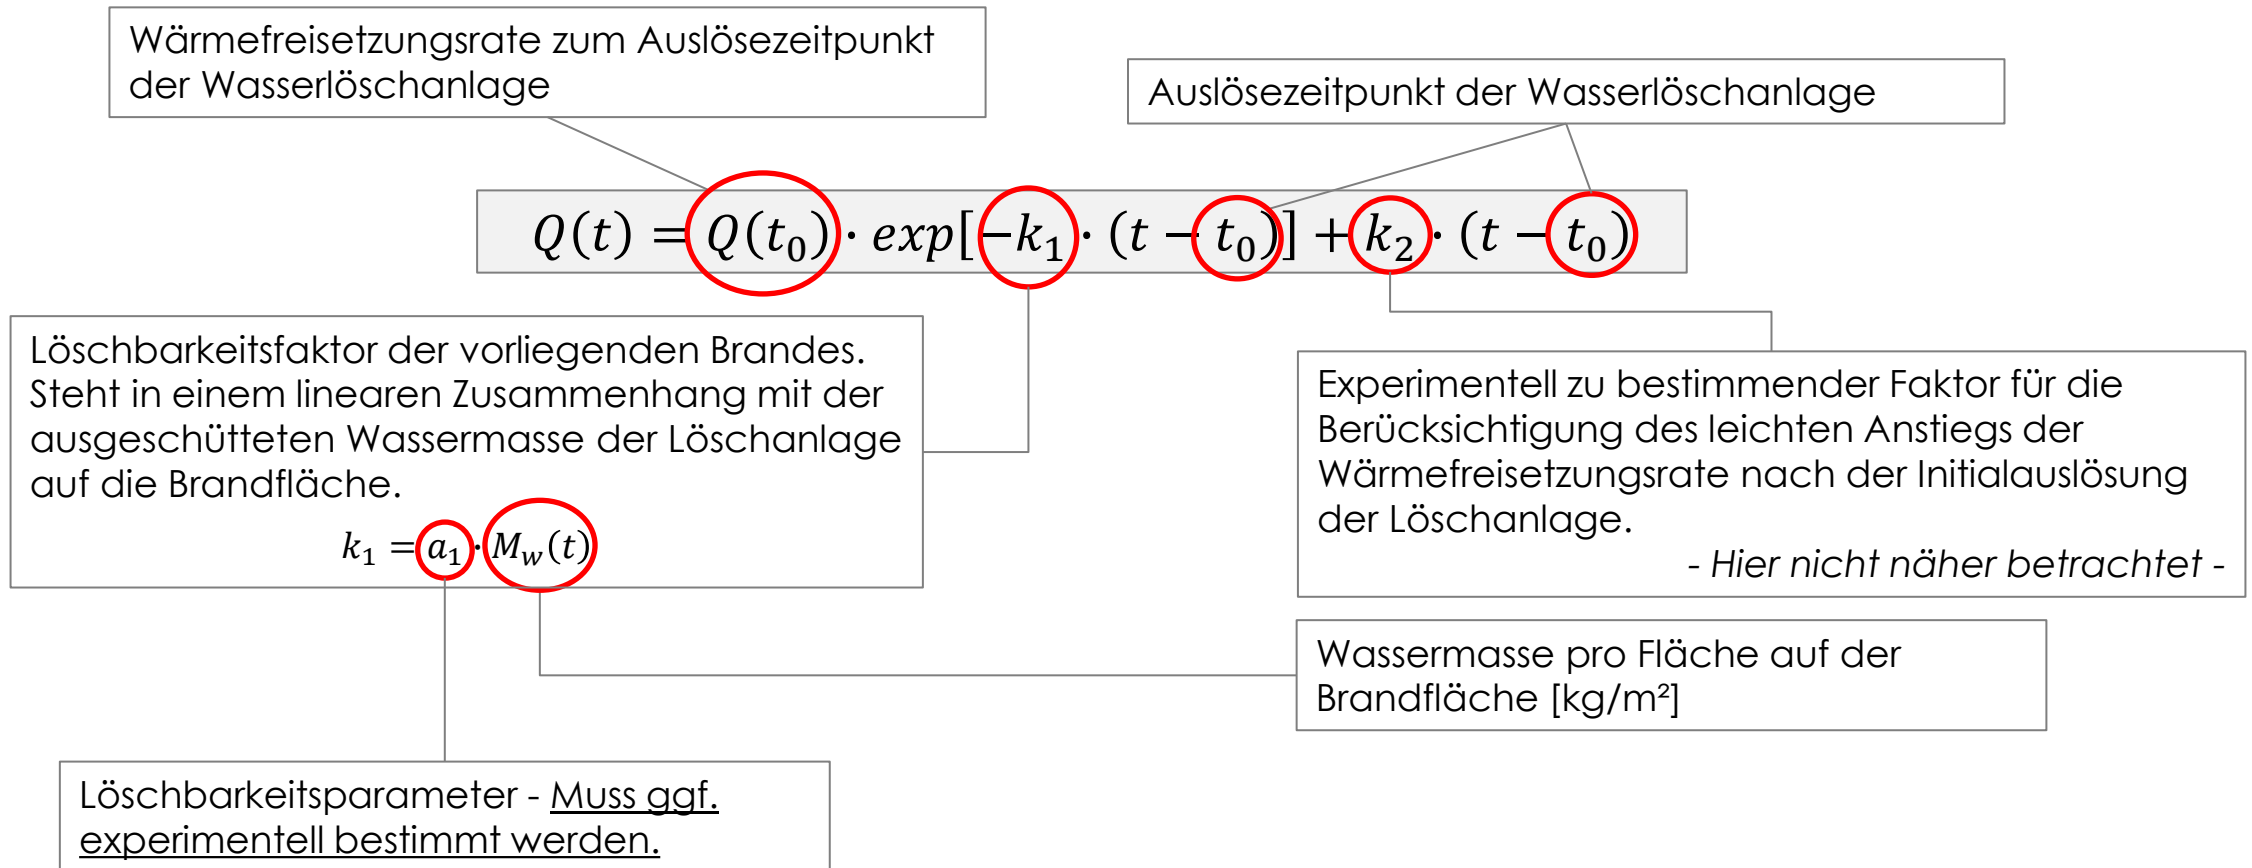 Wärmefreisetzungsrate zum Auslösezeitpunkt
der Wasserlöschanlage
Auslösezeitpunkt der Wasserlöschanlage
Q(t) = Q(t₀) · exp[−k₁ · (t − t₀)] + k₂ · (t − t₀)
Löschbarkeitsfaktor der vorliegenden Brandes.
Steht in einem linearen Zusammenhang mit der
ausgeschütteten Wassermasse der Löschanlage
auf die Brandfläche.
k₁ = a₁ · M_w(t)
Experimentell zu bestimmender Faktor für die
Berücksichtigung des leichten Anstiegs der
Wärmefreisetzungsrate nach der Initialauslösung
der Löschanlage.
- Hier nicht näher betrachtet -
Wassermasse pro Fläche auf der
Brandfläche [kg/m²]
Löschbarkeitsparameter - Muss ggf.
experimentell bestimmt werden.